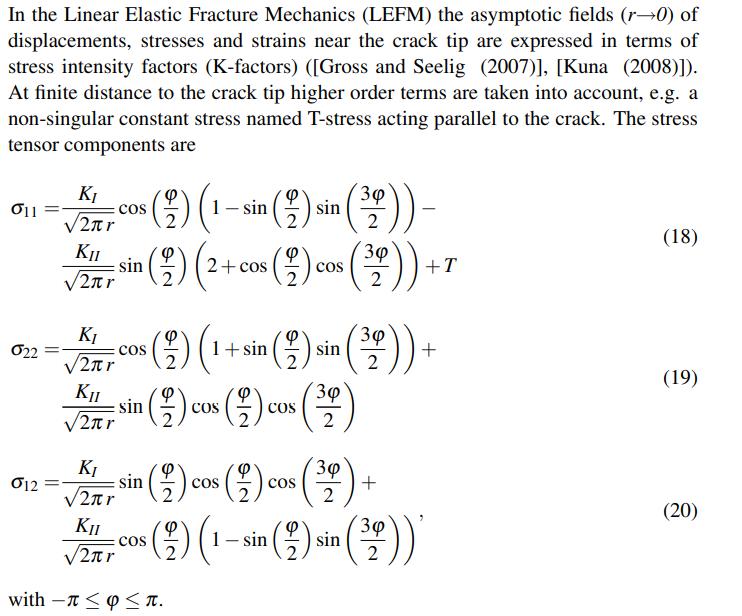 In the Linear Elastic Fracture Mechanics (LEFM) the asymptotic fields (r→0) of
displacements, stresses and strains near the crack tip are expressed in terms of
stress intensity factors (K-factors) ([Gross and Seelig (2007)], [Kuna (2008)]).
At finite distance to the crack tip higher order terms are taken into account, e.g. a
non-singular constant stress named T-stress acting parallel to the crack. The stress
tensor components are
σ₁₁ = K_I/√(2πr) cos(φ/2) (1 − sin(φ/2) sin(3φ/2)) −
K_II/√(2πr) sin(φ/2) (2 + cos(φ/2) cos(3φ/2)) + T
(18)
σ₂₂ = K_I/√(2πr) cos(φ/2) (1 + sin(φ/2) sin(3φ/2)) +
K_II/√(2πr) sin(φ/2) cos(φ/2) cos(3φ/2)
(19)
σ₁₂ = K_I/√(2πr) sin(φ/2) cos(φ/2) cos(3φ/2) +
K_II/√(2πr) cos(φ/2) (1 − sin(φ/2) sin(3φ/2)),
(20)
with −π ≤ φ ≤ π.